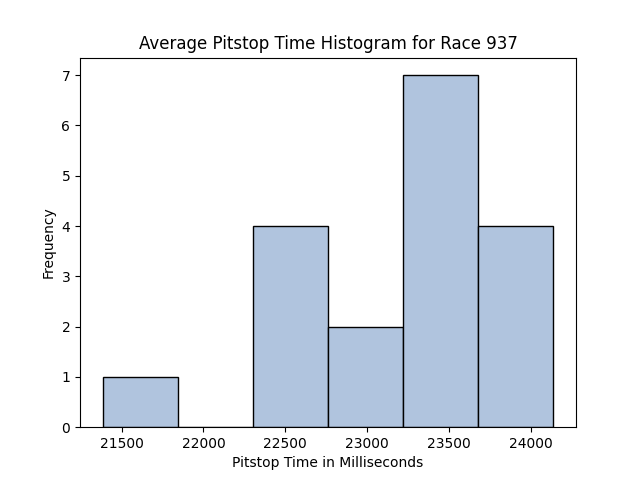 Average Pitstop Time Histogram for Race 937
7
6
5
4
3
2
1
0
Frequency
21500 22000 22500 23000 23500 24000
Pitstop Time in Milliseconds